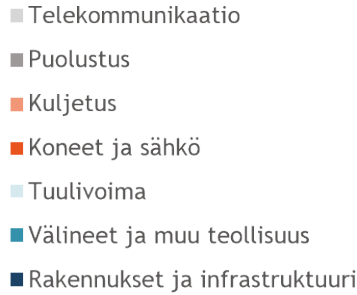 Telekommunikaatio
Puolustus
Kuljetus
Koneet ja sähkö
Tuulivoima
Välineet ja muu teollisuus
Rakennukset ja infrastruktuuri